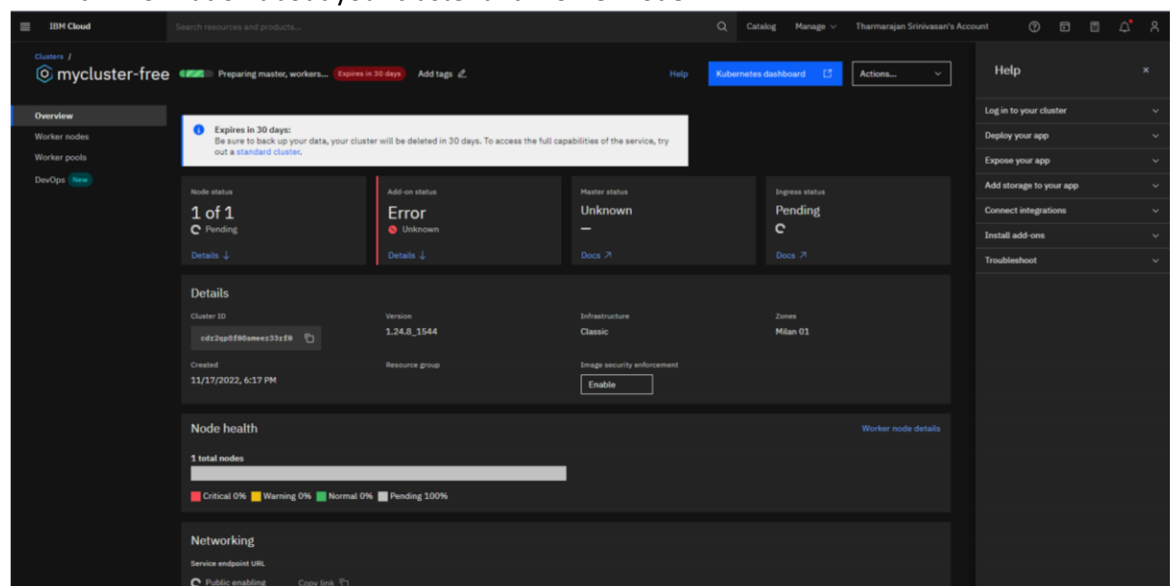 IBM Cloud
Search resources and products...
Catalog
Manage
Tharmarajan Srinivasan's Account
Clusters /
mycluster-free
Preparing master, workers...
Expires in 30 days
Add tags
Help
Kubernetes dashboard
Actions...
Overview
Worker nodes
Worker pools
DevOps New
Expires in 30 days:
Be sure to back up your data, your cluster will be deleted in 30 days. To access the full capabilities of the service, try
out a standard cluster.
Node status
1 of 1
Pending
Details ↓
Add-on status
Error
Unknown
Details ↓
Master status
Unknown
–
Docs ↗
Ingress status
Pending
Docs ↗
Details
Cluster ID
Version
1.24.8_1544
Infrastructure
Classic
Zones
Milan 01
Created
11/17/2022, 6:17 PM
Resource group
Image security enforcement
Enable
Node health
Worker node details
1 total nodes
Critical 0% Warning 0% Normal 0% Pending 100%
Networking
Service endpoint URL
Public enabling
Copy link
Help
Log in to your cluster
Deploy your app
Expose your app
Add storage to your app
Connect integrations
Install add-ons
Troubleshoot